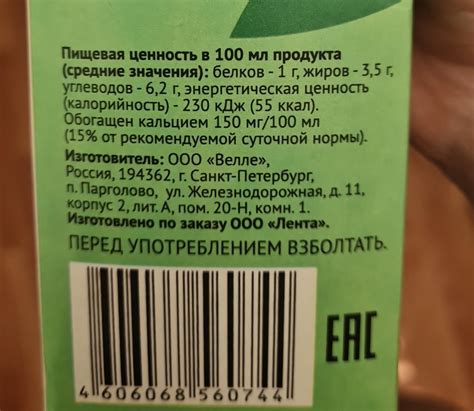 Пищевая ценность в 100 мл продукта
(средние значения): белков - 1 г, жиров - 3,5 г,
углеводов - 6,2 г, энергетическая ценность
(калорийность) - 230 кДж (55 ккал).
Обогащен кальцием 150 мг/100 мл
(15% от рекомендуемой суточной нормы).
Изготовитель: ООО «Велле»,
Россия, 194362, г. Санкт-Петербург,
п. Парголово, ул. Железнодорожная, д. 11,
корпус 2, лит. А, пом. 20-Н, комн. 1.
Изготовлено по заказу ООО «Лента».
ПЕРЕД УПОТРЕБЛЕНИЕМ ВЗБОЛТАТЬ.
EAC
4 606068 560744